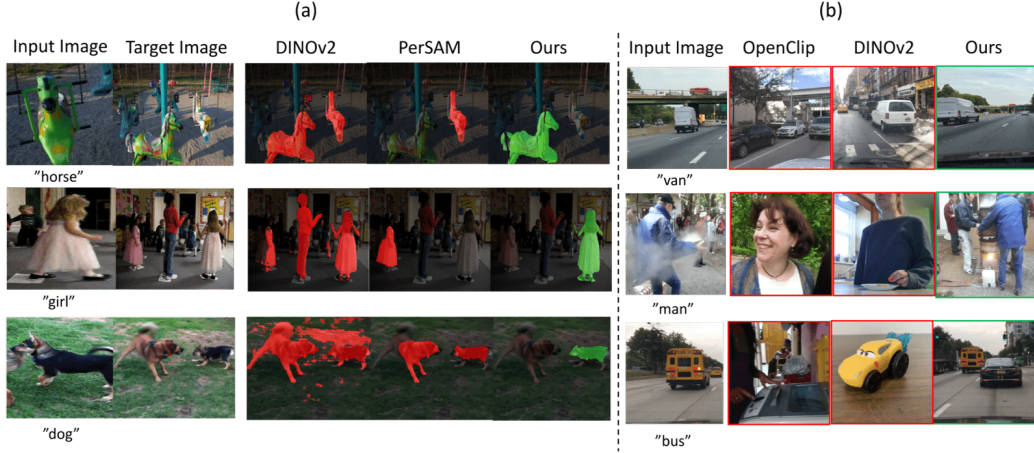 (a)
(b)
Input Image Target Image DINOv2 PerSAM Ours
Input Image OpenClip DINOv2 Ours
"horse"
"van"
"girl"
"man"
"dog"
"bus"